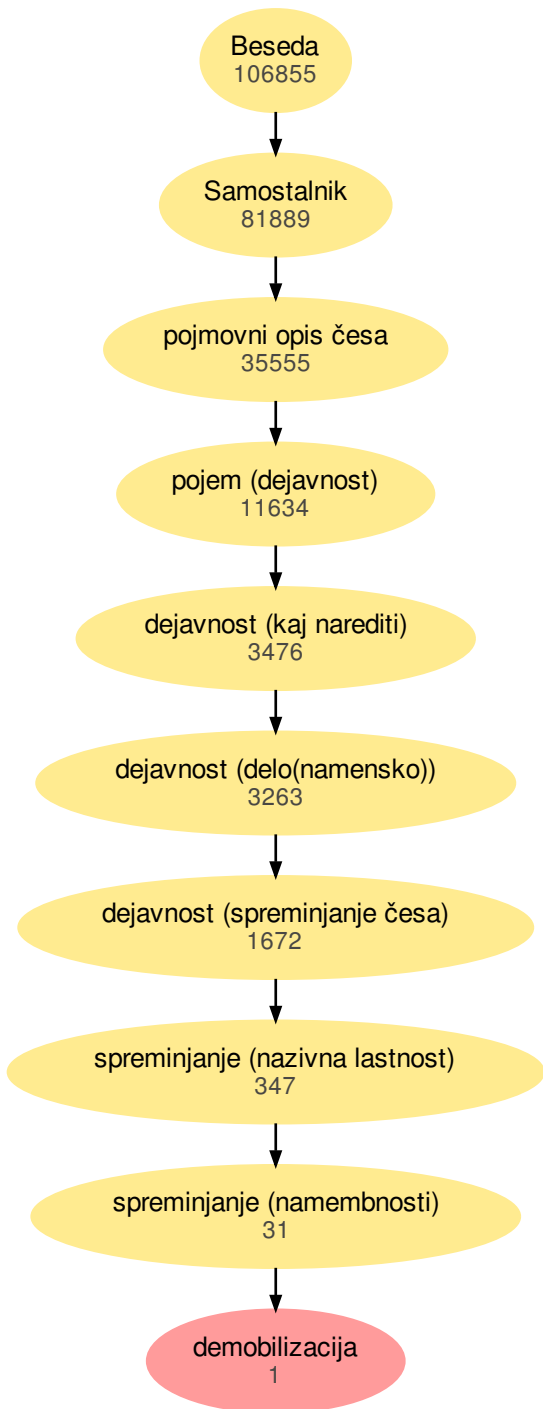 Beseda
106855
Samostalnik
81889
pojmovni opis česa
35555
pojem (dejavnost)
11634
dejavnost (kaj narediti)
3476
dejavnost (delo(namensko))
3263
dejavnost (spreminjanje česa)
1672
spreminjanje (nazivna lastnost)
347
spreminjanje (namembnosti)
31
demobilizacija
1